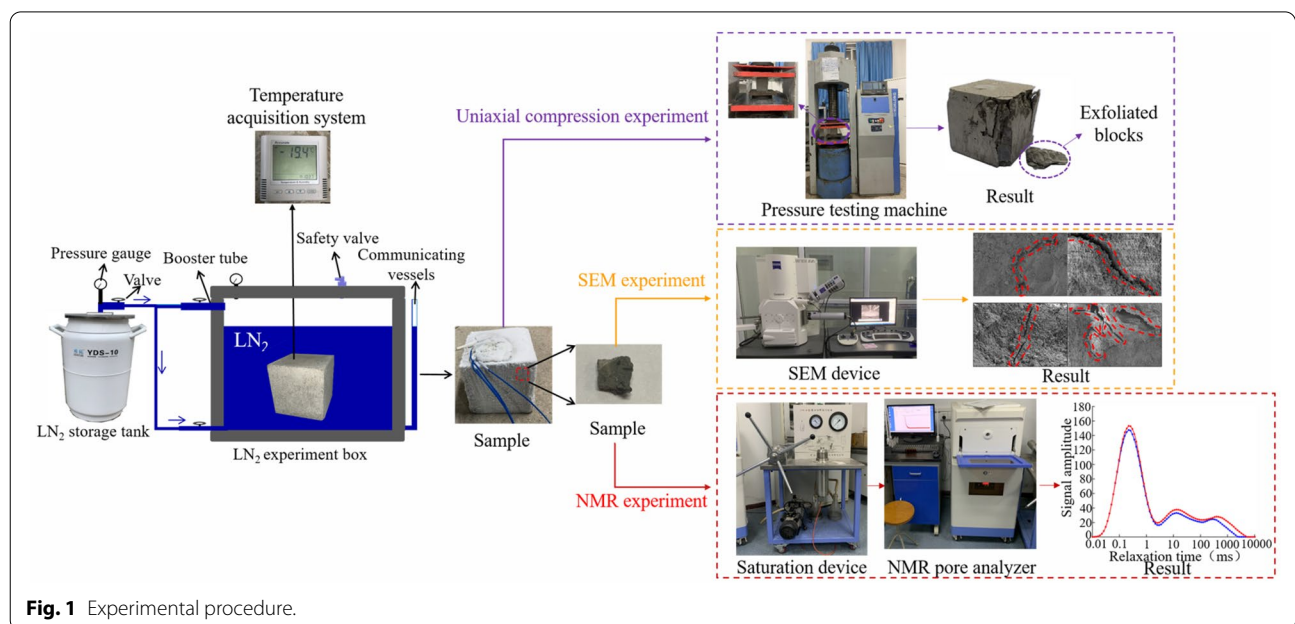 Temperature
acquisition system
-19.4
Pressure gauge
Valve
Booster tube
Safety valve
Communicating
vessels
LN2
YDS-10
LN2 storage tank
LN2 experiment box
Sample
Sample
Uniaxial compression experiment
Pressure testing machine
Result
Exfoliated
blocks
SEM experiment
SEM device
Result
NMR experiment
Saturation device
NMR pore analyzer
Signal amplitude
180
160
140
120
100
80
60
40
20
0
0.01 0.1 1 10 100 1000 10000
Relaxation time (ms)
Result
Fig. 1 Experimental procedure.